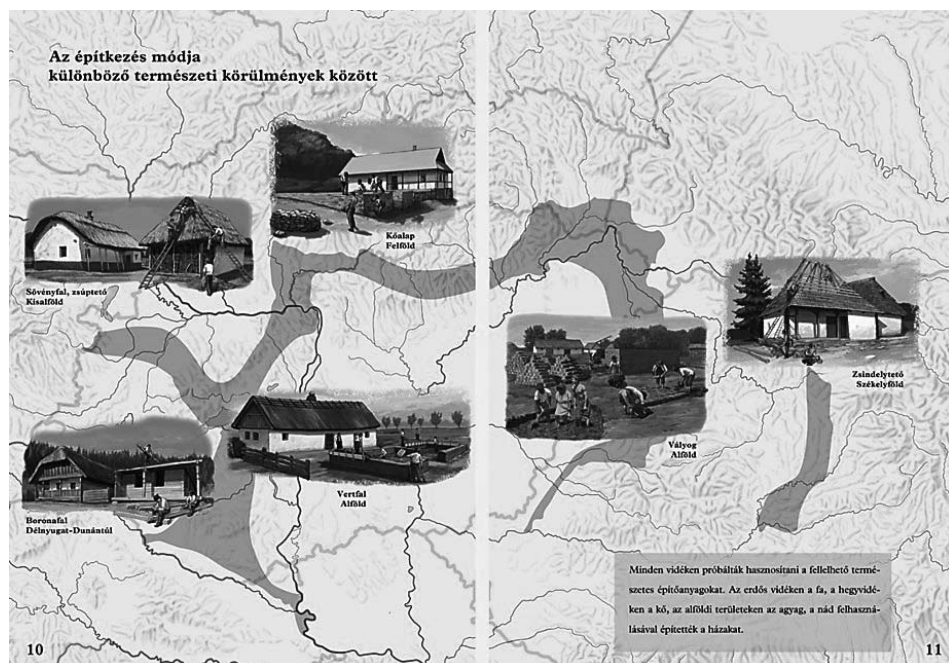 Az építkezés módja
különböző természeti körülmények között
Kőalap
Felföld
Sövényfal, zsúptető
Kisalföld
Zsindelytető
Székelyföld
Vályog
Alföld
Vertfal
Alföld
Boronafal
Délnyugat-Dunántúl
Minden vidéken próbálták hasznosítani a fellelhető termé-
szetes építőanyagokat. Az erdős vidéken a fa, a hegyvidé-
ken a kő, az alföldi területeken az agyag, a nád felhaszná-
lásával építették a házakat.
10
11